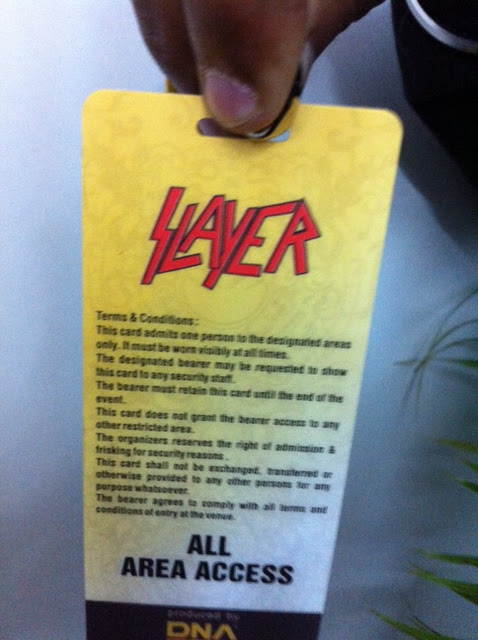 SLAYER
Terms & Conditions :
This card admits one person to the designated areas
only. It must be worn visibly at all times.
The designated bearer may be requested to show
this card to any security staff.
The bearer must retain this card until the end of the
event.
This card does not grant the bearer access to any
other restricted area.
The organizers reserves the right of admission &
frisking for security reasons .
This card shall not be exchanged, transferred or
otherwise provided to any other persons for any
purpose whatsoever.
The bearer agrees to comply with all terms and
conditions of entry at the venue.
ALL
AREA ACCESS
produced by
DNA